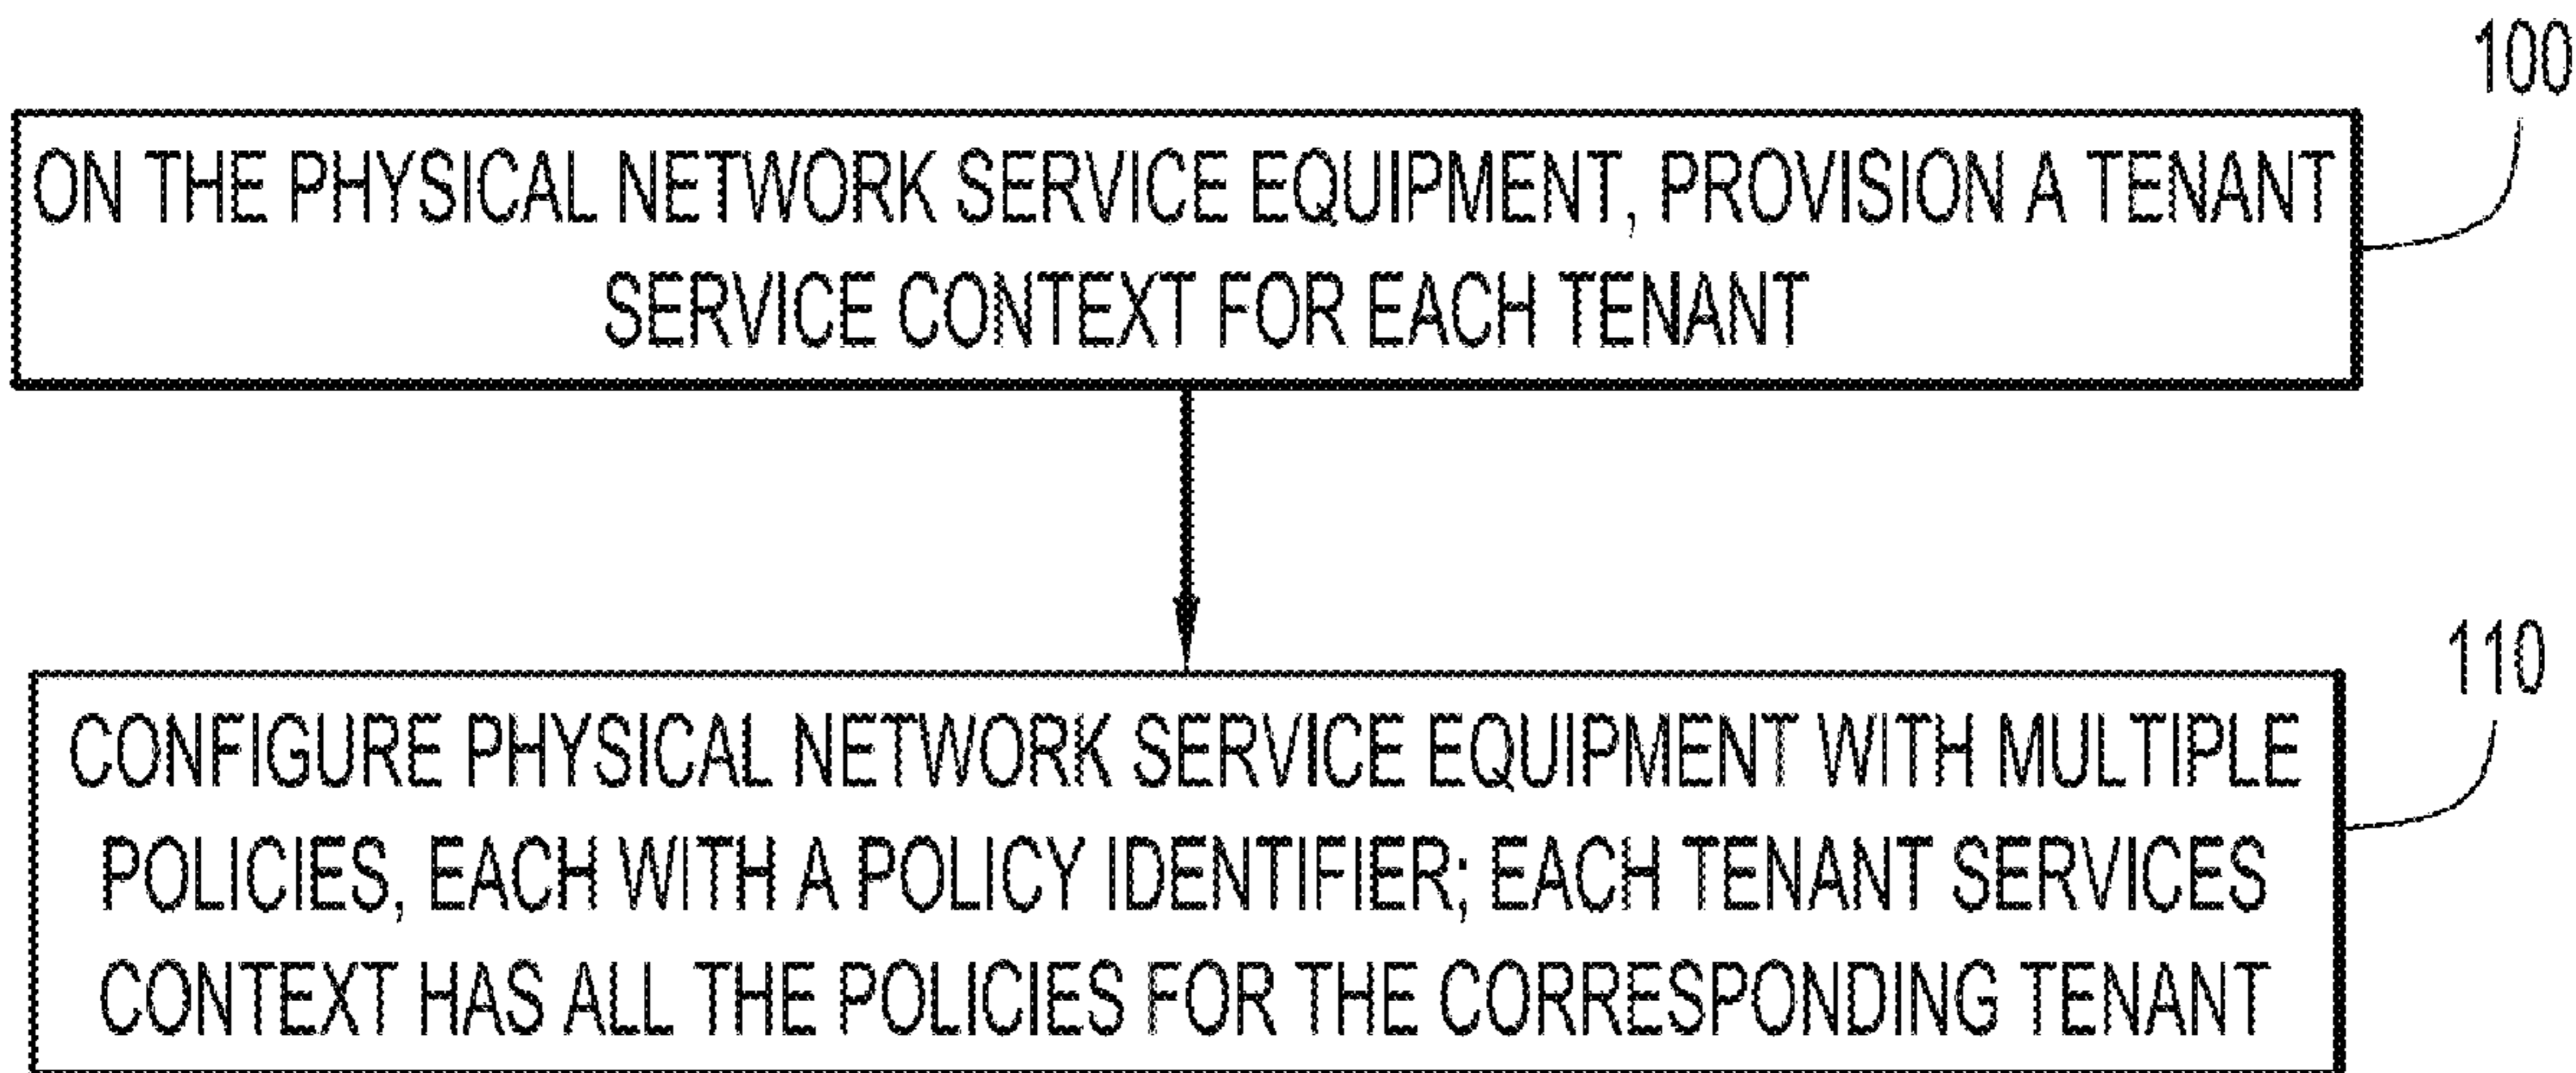 100
ON THE PHYSICAL NETWORK SERVICE EQUIPMENT, PROVISION A TENANT
SERVICE CONTEXT FOR EACH TENANT
110
CONFIGURE PHYSICAL NETWORK SERVICE EQUIPMENT WITH MULTIPLE
POLICIES, EACH WITH A POLICY IDENTIFIER; EACH TENANT SERVICES
CONTEXT HAS ALL THE POLICIES FOR THE CORRESPONDING TENANT